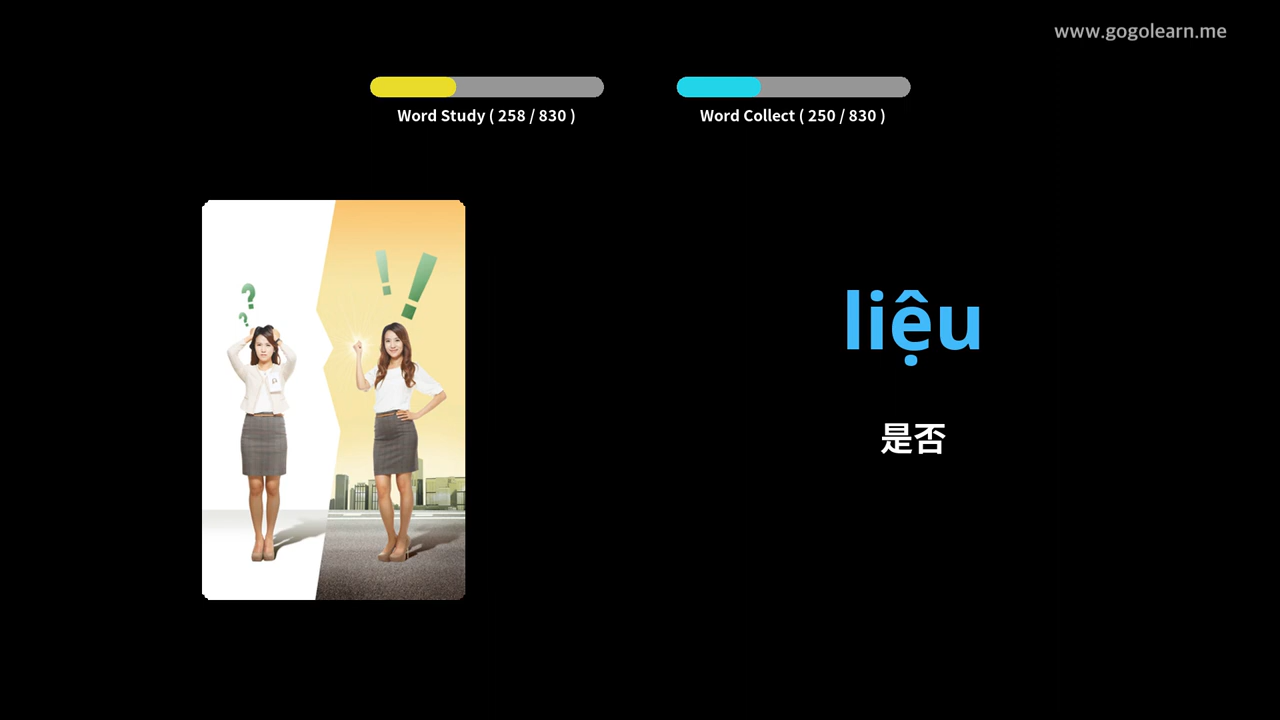 www.gogolearn.me
Word Study ( 258 / 830 )
Word Collect ( 250 / 830 )
? ?
! !
liệu
是否